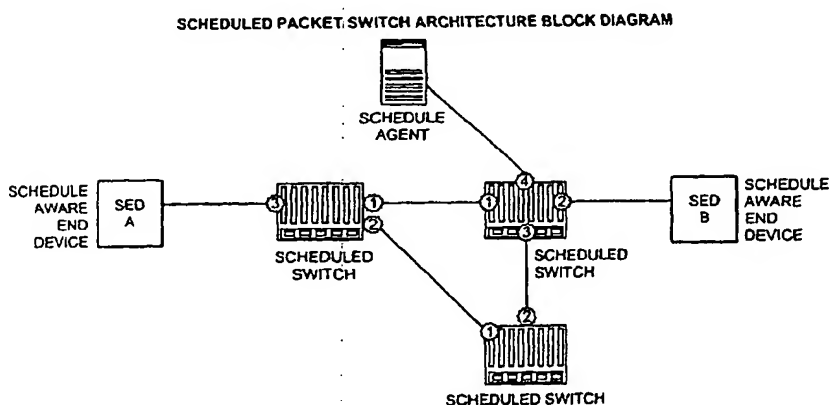 SCHEDULED PACKET SWITCH ARCHITECTURE BLOCK DIAGRAM
SCHEDULE
AGENT
SCHEDULE
AWARE
END
DEVICE
SED
A
3
1
2
SCHEDULED
SWITCH
4
1
2
3
SCHEDULED
SWITCH
SED
B
SCHEDULE
AWARE
END
DEVICE
2
1
SCHEDULED SWITCH